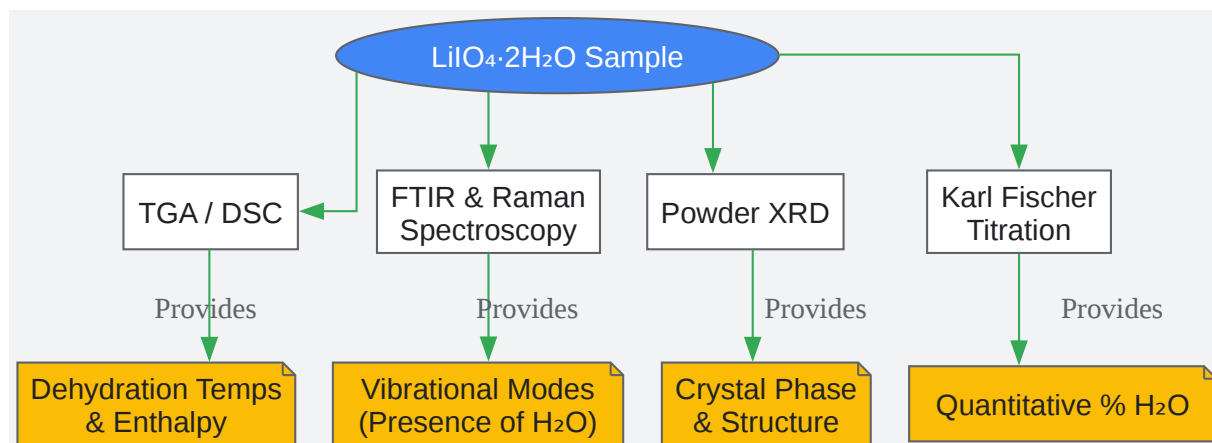 LiIO₄·2H₂O Sample
TGA / DSC
FTIR & Raman
Spectroscopy
Powder XRD
Karl Fischer
Titration
Provides
Provides
Provides
Provides
Dehydration Temps
& Enthalpy
Vibrational Modes
(Presence of H₂O)
Crystal Phase
& Structure
Quantitative % H₂O